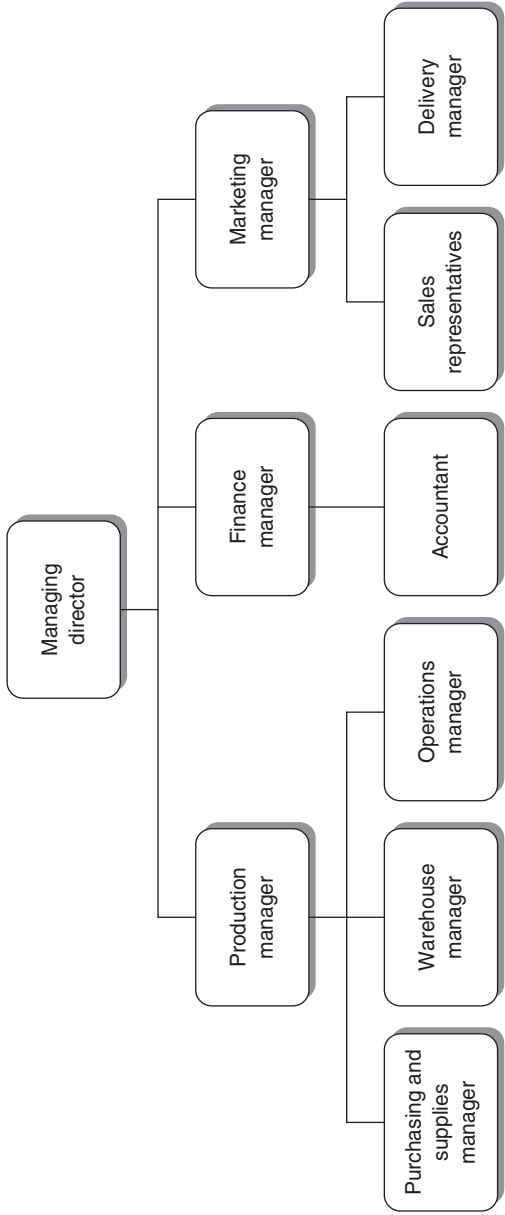 Managing
director
Production
manager
Finance
manager
Marketing
manager
Purchasing and
supplies
manager
Warehouse
manager
Operations
manager
Accountant
Sales
representatives
Delivery
manager